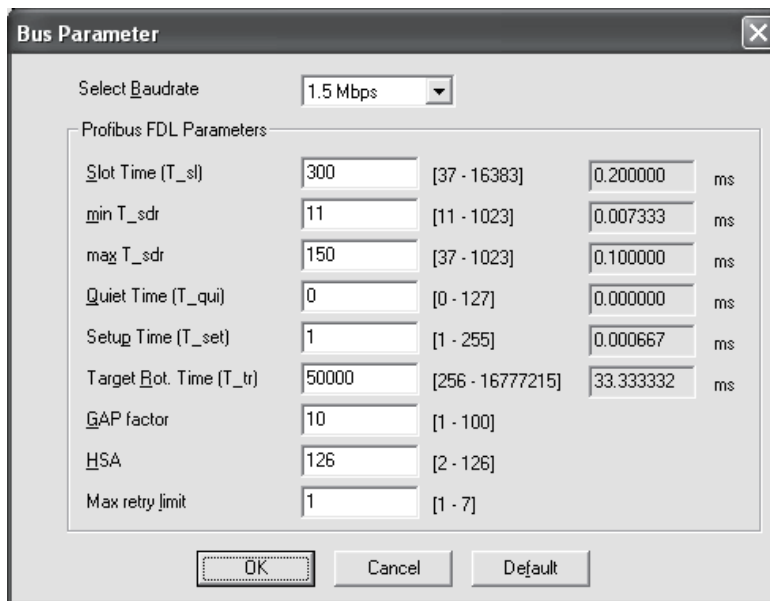 Bus Parameter
Select Baudrate 1.5 Mbps
Profibus FDL Parameters
Slot Time (T_sl) 300 [37 - 16383] 0.200000 ms
min T_sdr 11 [11 - 1023] 0.007333 ms
max T_sdr 150 [37 - 1023] 0.100000 ms
Quiet Time (T_qui) 0 [0 - 127] 0.000000 ms
Setup Time (T_set) 1 [1 - 255] 0.000667 ms
Target Rot. Time (T_tr) 50000 [256 - 16777215] 33.333332 ms
GAP factor 10 [1 - 100]
HSA 126 [2 - 126]
Max retry limit 1 [1 - 7]
OK Cancel Default